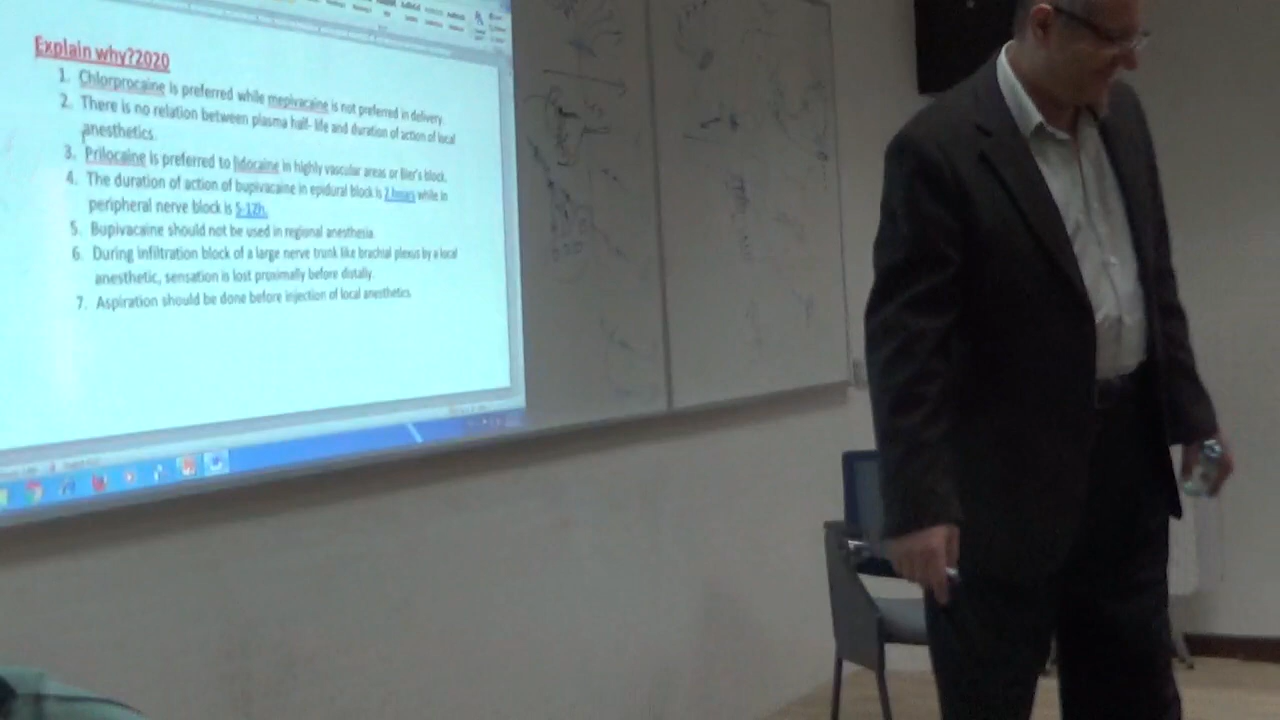 Explain why?2020
1. Chlorprocaine is preferred while mepivacaine is not preferred in delivery
2. There is no relation between plasma half- life and duration of action of local
anesthetics.
3. Prilocaine is preferred to lidocaine in highly vascular areas or Bier's block.
4. The duration of action of bupivacaine in epidural block is 2 hours while in
peripheral nerve block is 5-12h.
5. Bupivacaine should not be used in regional anesthesia
6. During infiltration block of a large nerve trunk like brachial plexus by a local
anesthetic, sensation is lost proximally before distally.
7. Aspiration should be done before injection of local anesthetics